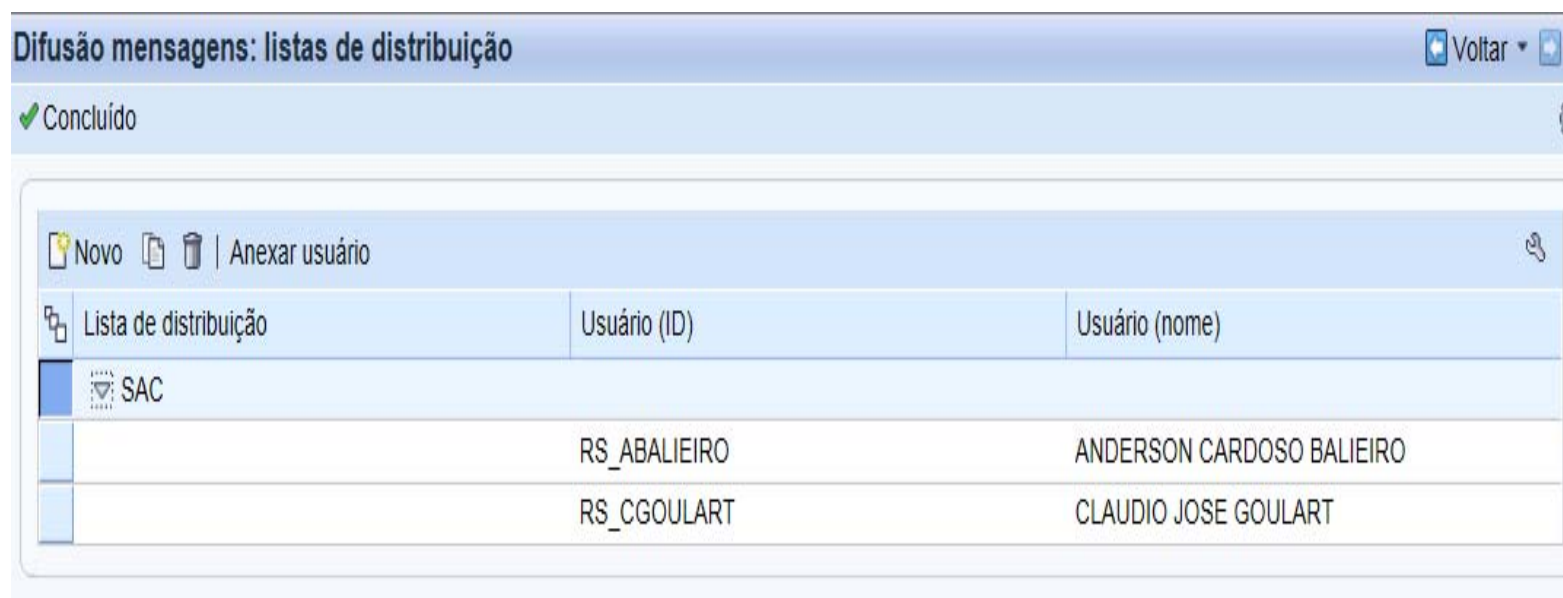 Difusão mensagens: listas de distribuição Voltar
Concluído
Novo | Anexar usuário
Lista de distribuição Usuário (ID) Usuário (nome)
SAC
RS_ABALIEIRO ANDERSON CARDOSO BALIEIRO
RS_CGOULART CLAUDIO JOSE GOULART